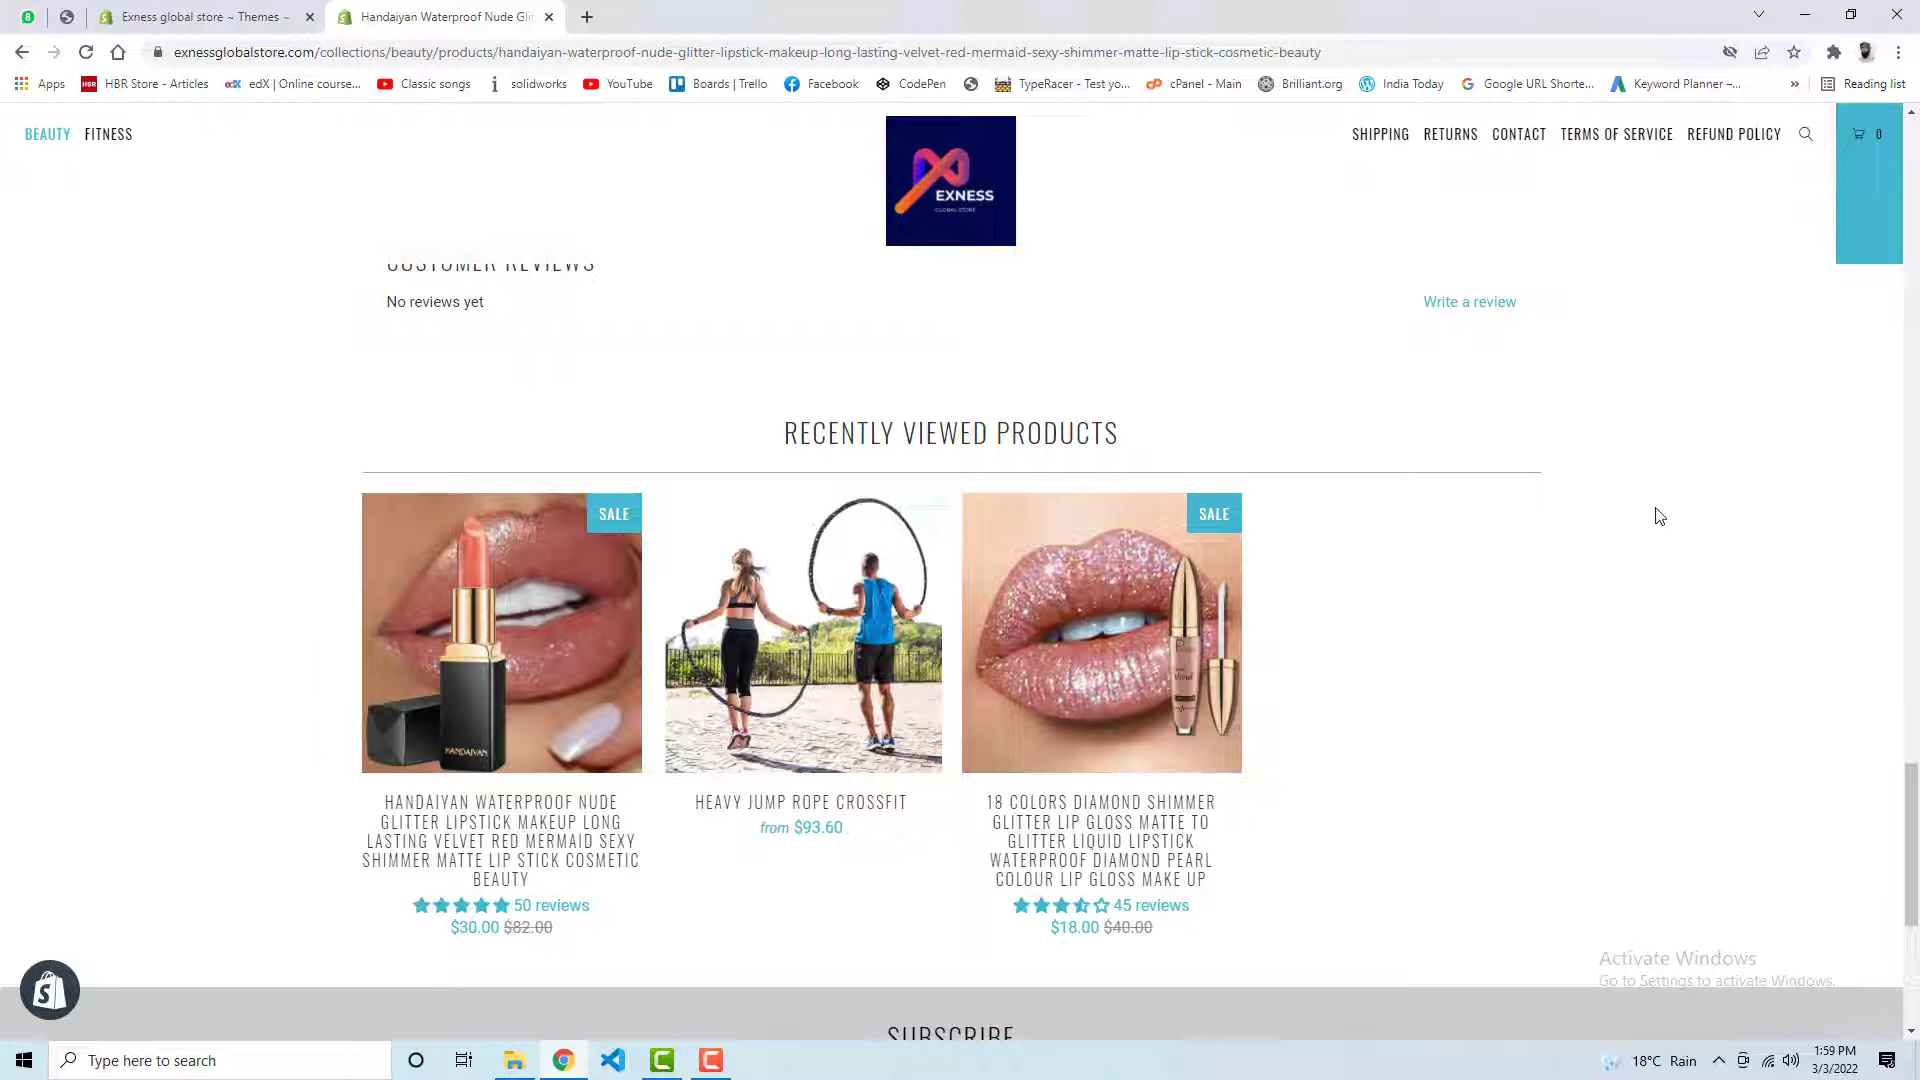 Exness global store ~ Themes ~
Handaiyan Waterproof Nude Gli
exnessglobalstore.com/collections/beauty/products/handaiyan-waterproof-nude-glitter-lipstick-makeup-long-lasting-velvet-red-mermaid-sexy-shimmer-matte-lip-stick-cosmetic-beauty
Apps HBR Store - Articles edX | Online course... Classic songs solidworks YouTube Boards | Trello Facebook CodePen TypeRacer - Test yo... cPanel - Main Brilliant.org India Today Google URL Shorte... Keyword Planner –... » Reading list
BEAUTY FITNESS
SHIPPING RETURNS CONTACT TERMS OF SERVICE REFUND POLICY 0
EXNESS
GLOBAL STORE
CUSTOMER REVIEWS
No reviews yet
Write a review
RECENTLY VIEWED PRODUCTS
SALE
SALE
HANDAIYAN
HANDAIYAN WATERPROOF NUDE
GLITTER LIPSTICK MAKEUP LONG
LASTING VELVET RED MERMAID SEXY
SHIMMER MATTE LIP STICK COSMETIC
BEAUTY
50 reviews
$30.00 $82.00
HEAVY JUMP ROPE CROSSFIT
from $93.60
18 COLORS DIAMOND SHIMMER
GLITTER LIP GLOSS MATTE TO
GLITTER LIQUID LIPSTICK
WATERPROOF DIAMOND PEARL
COLOUR LIP GLOSS MAKE UP
45 reviews
$18.00 $40.00
Activate Windows
Go to Settings to activate Windows.
SUBSCRIBE
Type here to search
18°C Rain
1:59 PM
3/3/2022